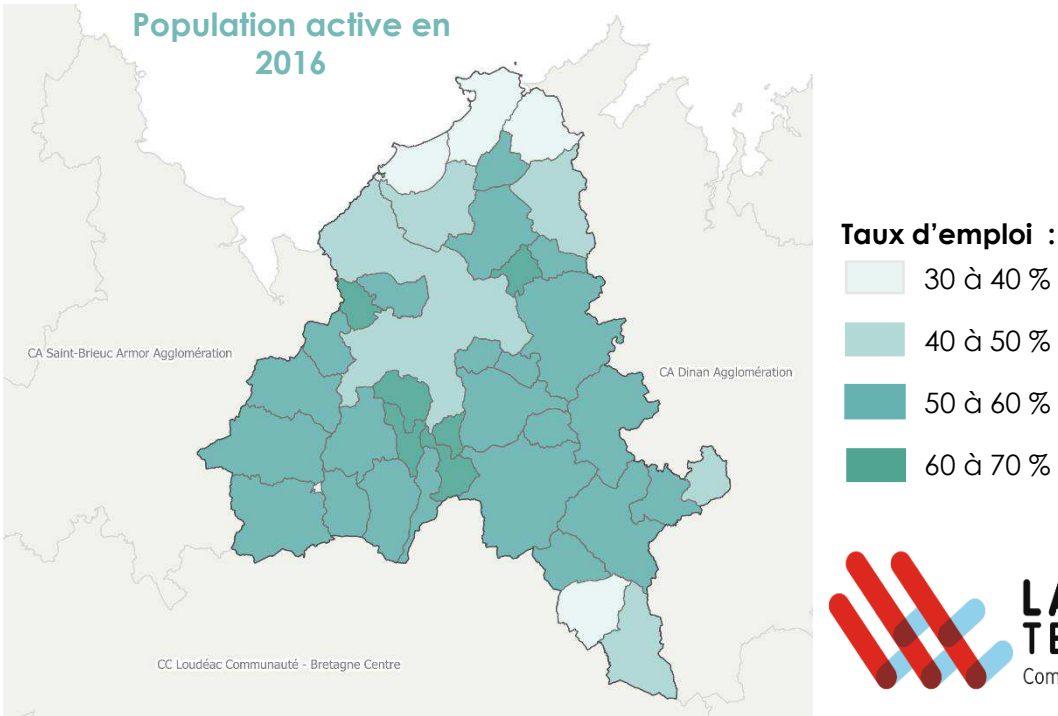 Population active en
2016
CA Saint-Brieuc Armor Agglomération
CA Dinan Agglomération
CC Loudéac Communauté - Bretagne Centre
Taux d’emploi :
30 à 40 %
40 à 50 %
50 à 60 %
60 à 70 %